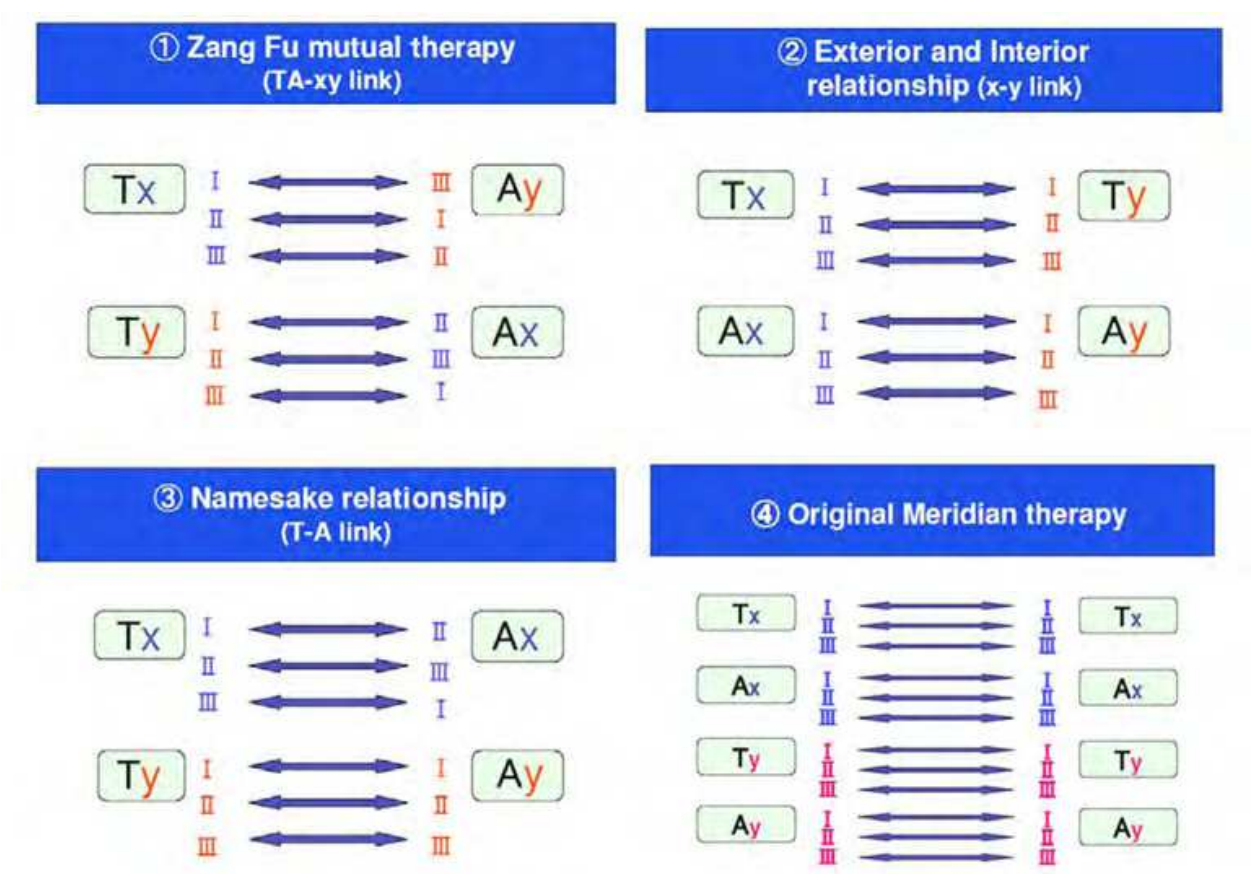 ① Zang Fu mutual therapy
(TA-xy link)
Tx I III Ay
II I
III II
Ty I II Ax
II III
III I
② Exterior and Interior
relationship (x-y link)
Tx I I Ty
II II
III III
Ax I I Ay
II II
III III
③ Namesake relationship
(T-A link)
Tx I II Ax
II III
III I
Ty I I Ay
II II
III III
④ Original Meridian therapy
Tx I I Tx
II II
III III
Ax I I Ax
II II
III III
Ty I I Ty
II II
III III
Ay I I Ay
II II
III III